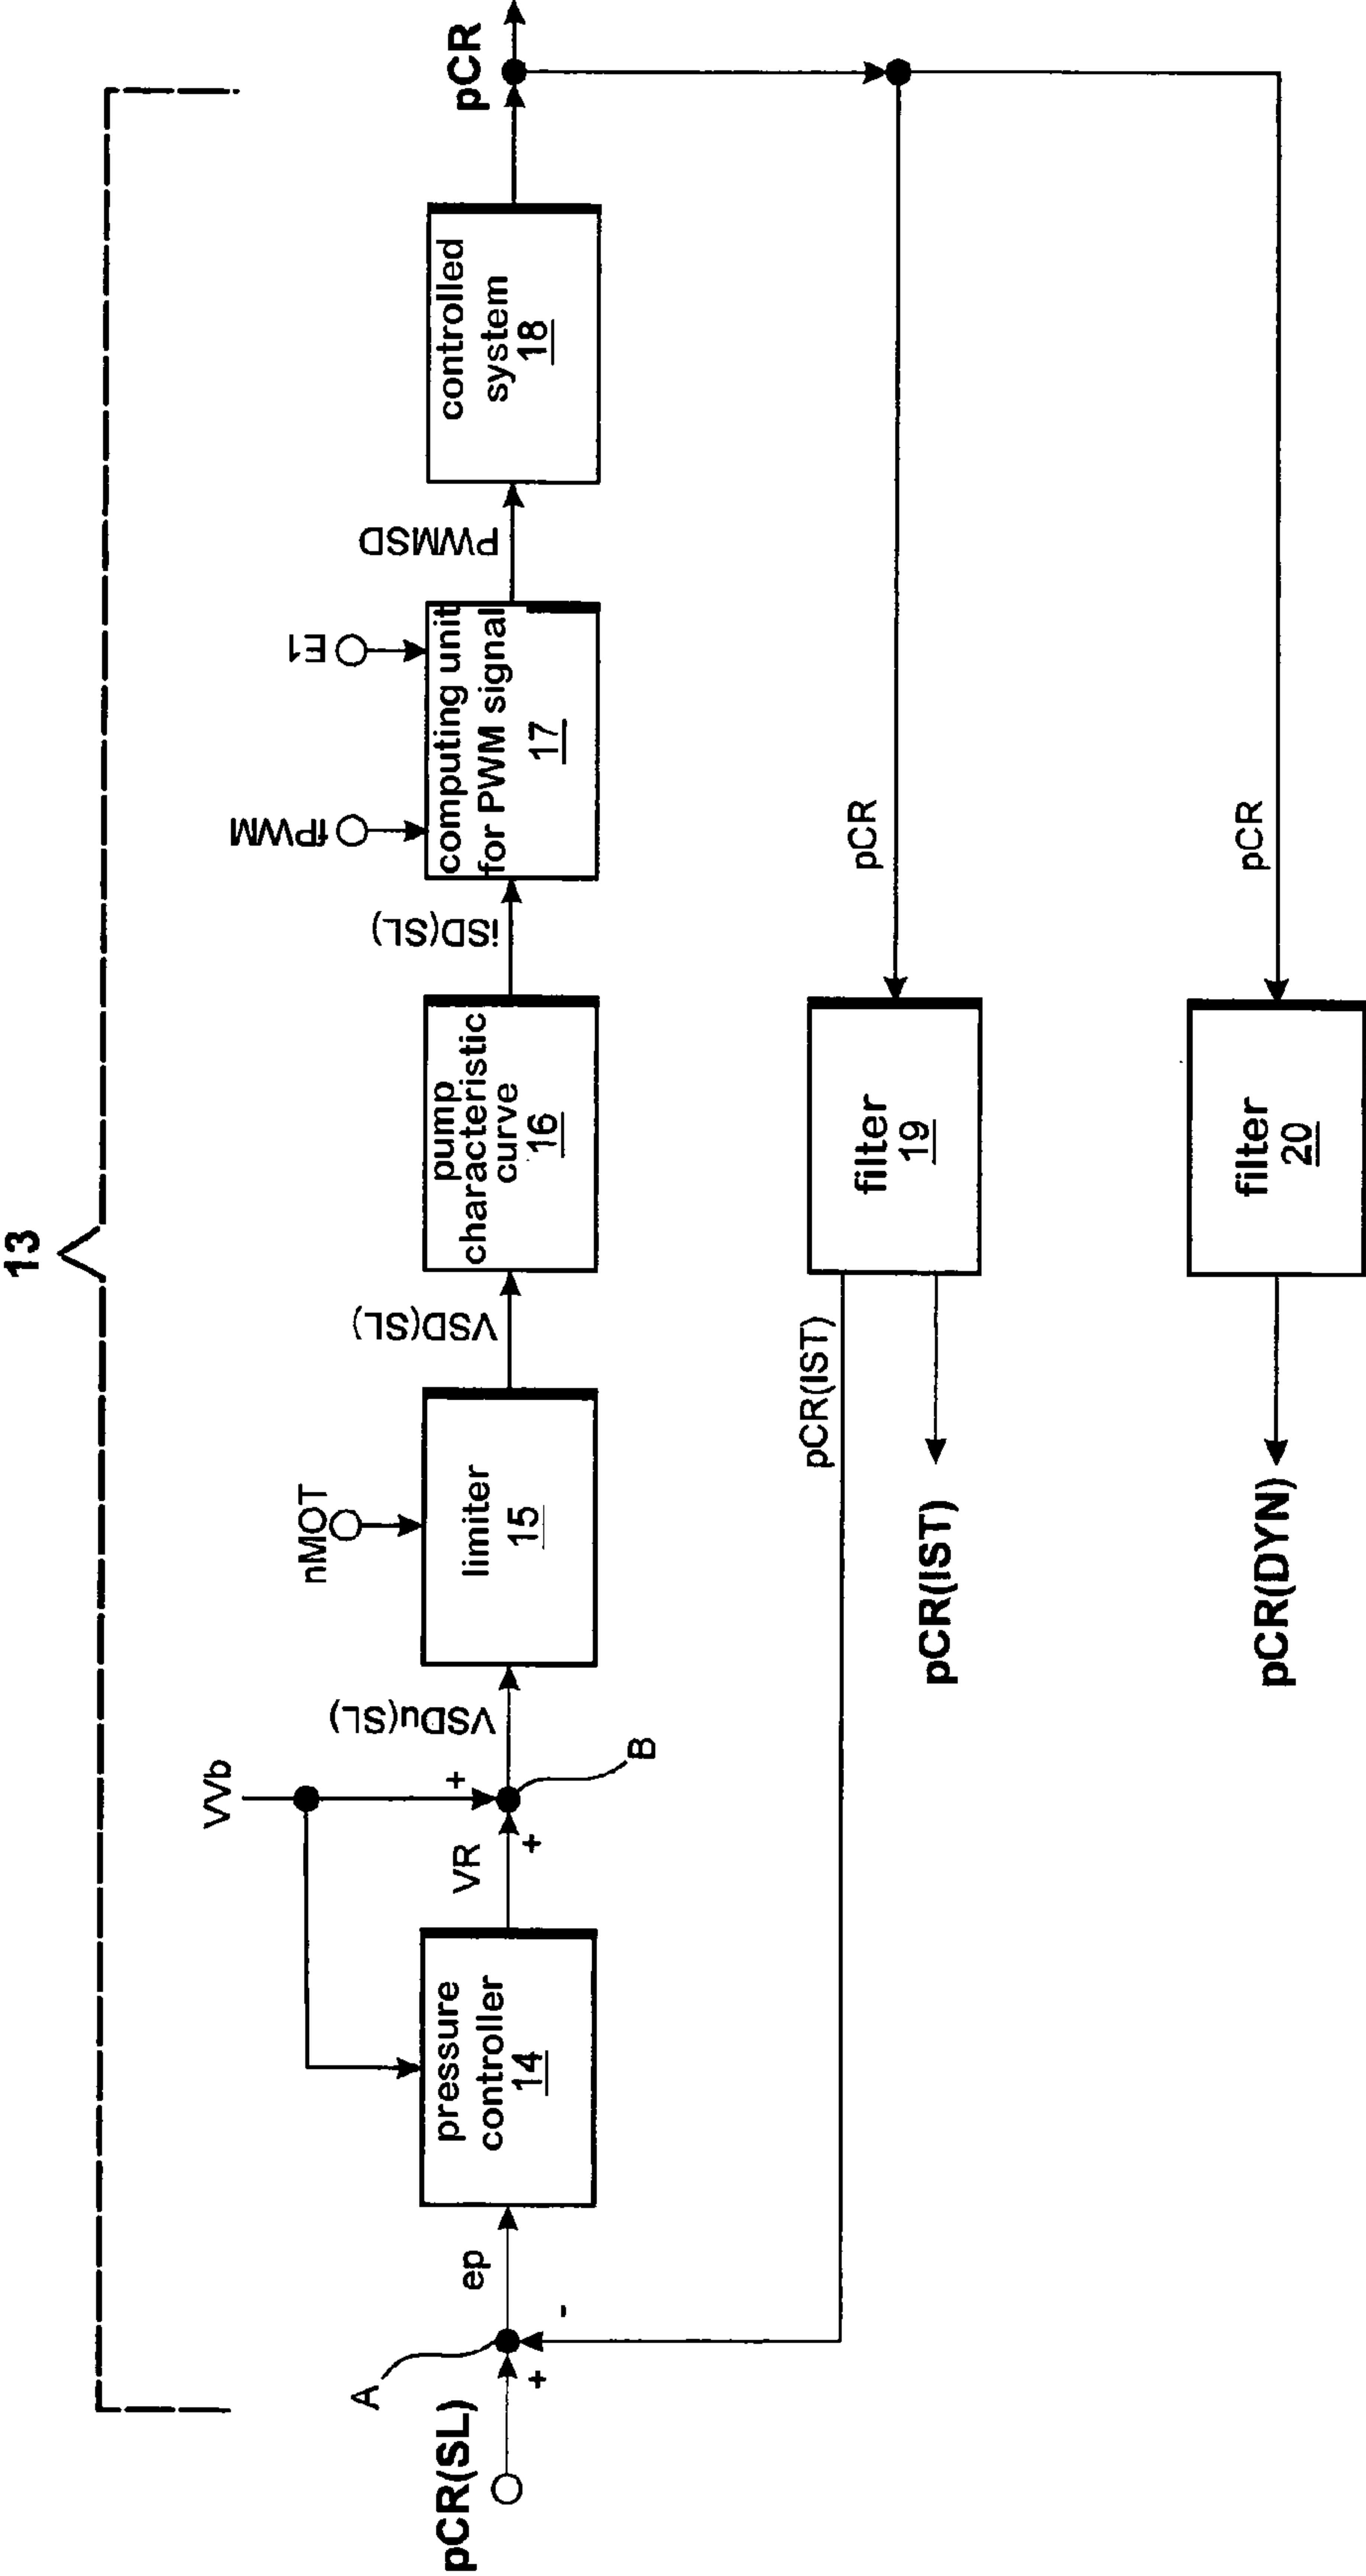 13
pCR(SL)
+
-
A
ep
pressure
controller
14
VVb
VR
+
+
B
VSDu(SL)
nMOT
limiter
15
VSD(SL)
pump
characteristic
curve
16
iSD(SL)
fPWM
E1
computing unit
for PWM signal
17
PWMSD
controlled
system
18
pCR
pCR
filter
19
pCR(IST)
pCR(IST)
pCR
filter
20
pCR(DYN)